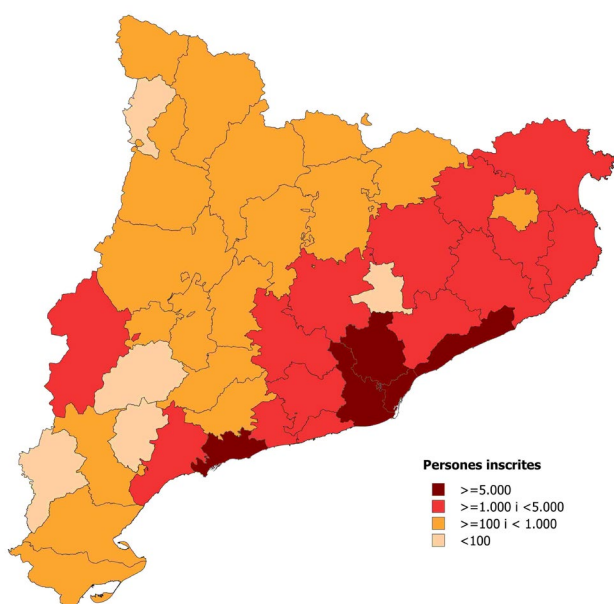 Persones inscrites
>=5.000
>=1.000 i <5.000
>=100 i < 1.000
<100